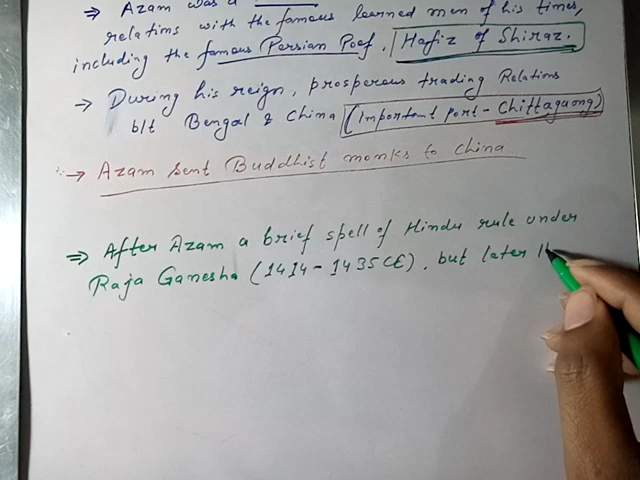 ⇒ Azam was a
relations with the famous learned men of his times,
including the famous Persian Poet, Hafiz of Shiraz.
→ During his reign, prosperous trading Relations
b/t Bengal & China (Important port - Chittagaong)
→ Azam sent Buddhist monks to China
⇒ After Azam a brief spell of Hindu rule under
Raja Ganesha (1414 - 1435 CE), but later